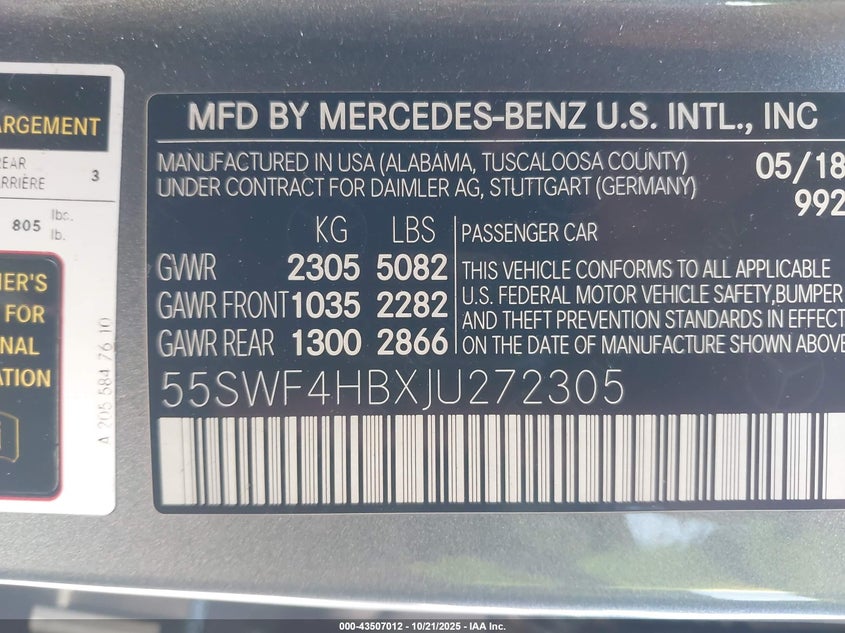 ARGEMENT
REAR
ARRIÈRE
3
805
lbc.
lb.
NER'S
FOR
NAL
ATION
A 205 584 76 10
MFD BY MERCEDES-BENZ U.S. INTL., INC
MANUFACTURED IN USA (ALABAMA, TUSCALOOSA COUNTY)
UNDER CONTRACT FOR DAIMLER AG, STUTTGART (GERMANY)
05/18
992
KG LBS
GVWR 2305 5082
GAWR FRONT 1035 2282
GAWR REAR 1300 2866
PASSENGER CAR
THIS VEHICLE CONFORMS TO ALL APPLICABLE
U.S. FEDERAL MOTOR VEHICLE SAFETY,BUMPER
AND THEFT PREVENTION STANDARDS IN EFFECT
ON THE DATE OF MANUFACTURE SHOWN ABOVE
55SWF4HBXJU272305
000-43507012 - 10/21/2025 - IAA Inc.